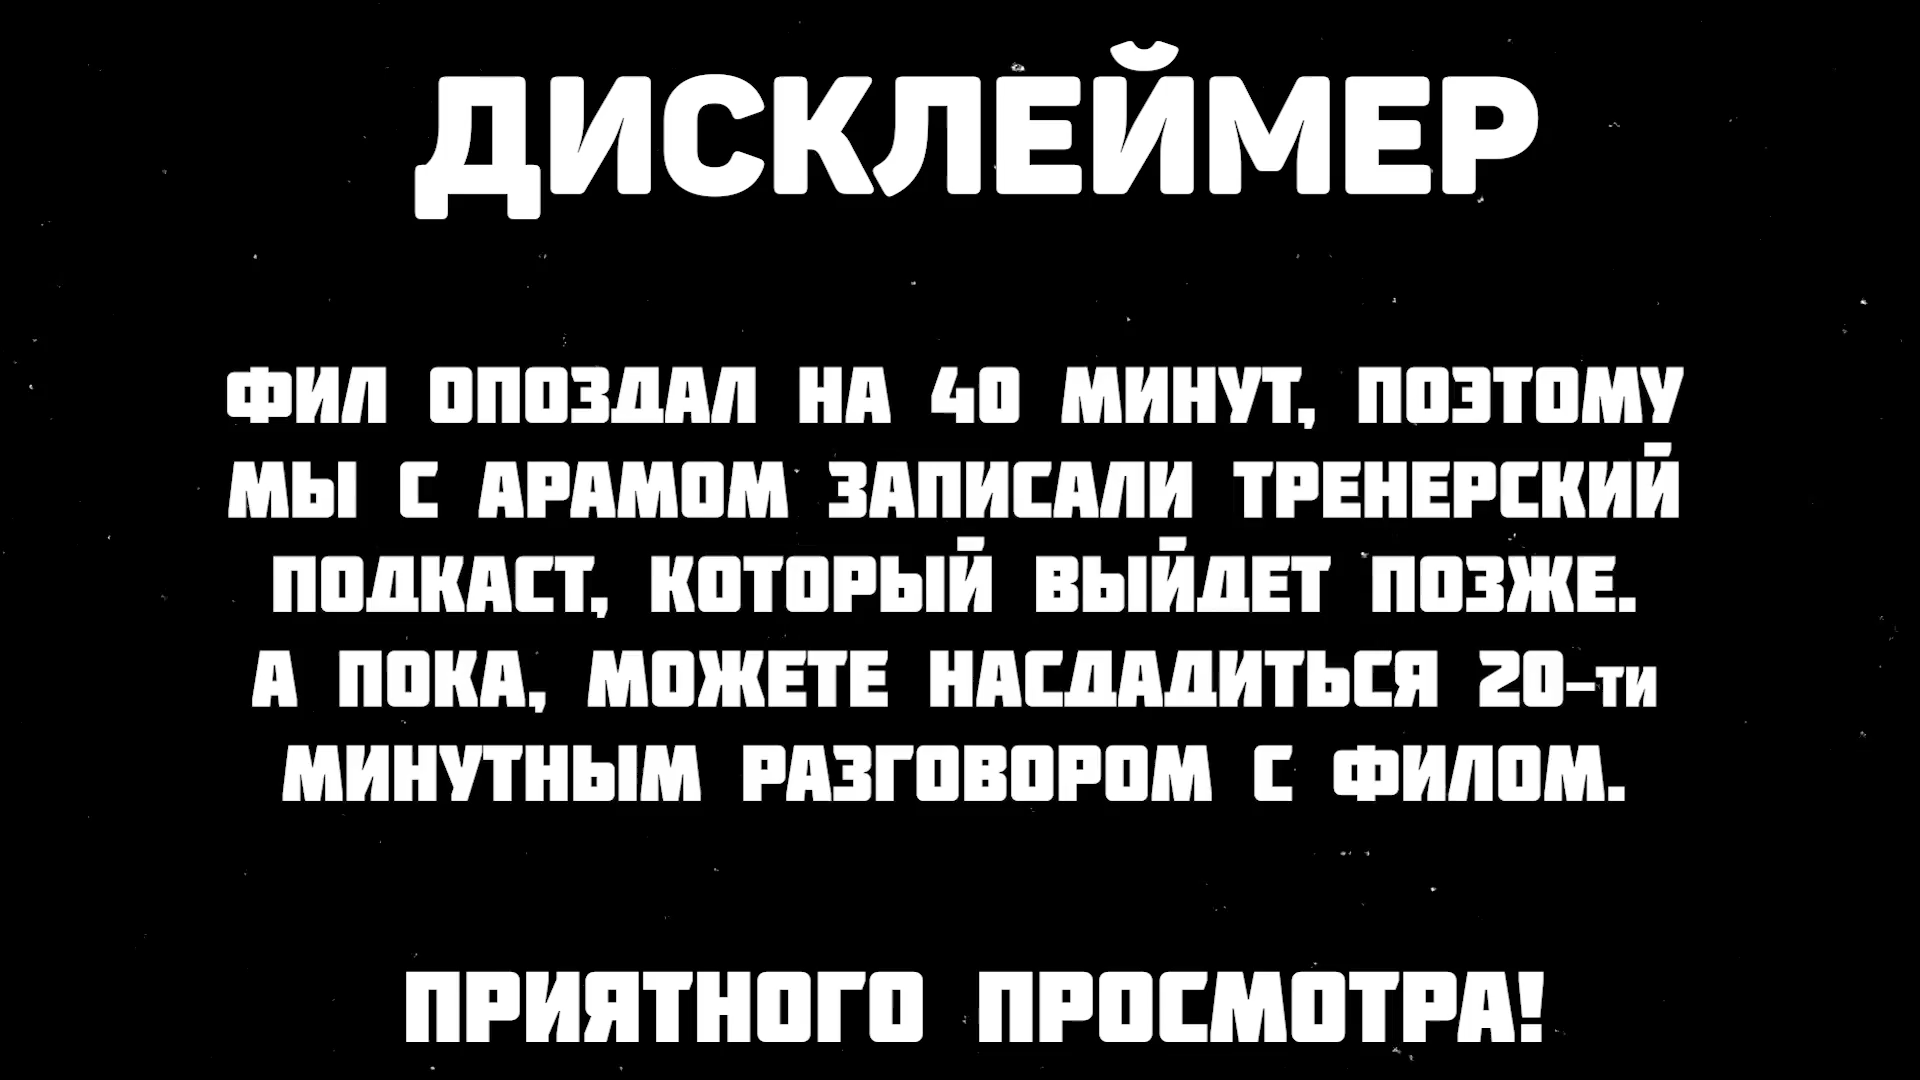 ДИСКЛЕЙМЕР
ФИЛ ОПОЗДАЛ НА 40 МИНУТ, ПОЭТОМУ
МЫ С АРАМОМ ЗАПИСАЛИ ТРЕНЕРСКИЙ
ПОДКАСТ, КОТОРЫЙ ВЫЙДЕТ ПОЗЖЕ.
А ПОКА, МОЖЕТЕ НАСДАДИТЬСЯ 20-ти
МИНУТНЫМ РАЗГОВОРОМ С ФИЛОМ.
ПРИЯТНОГО ПРОСМОТРА!